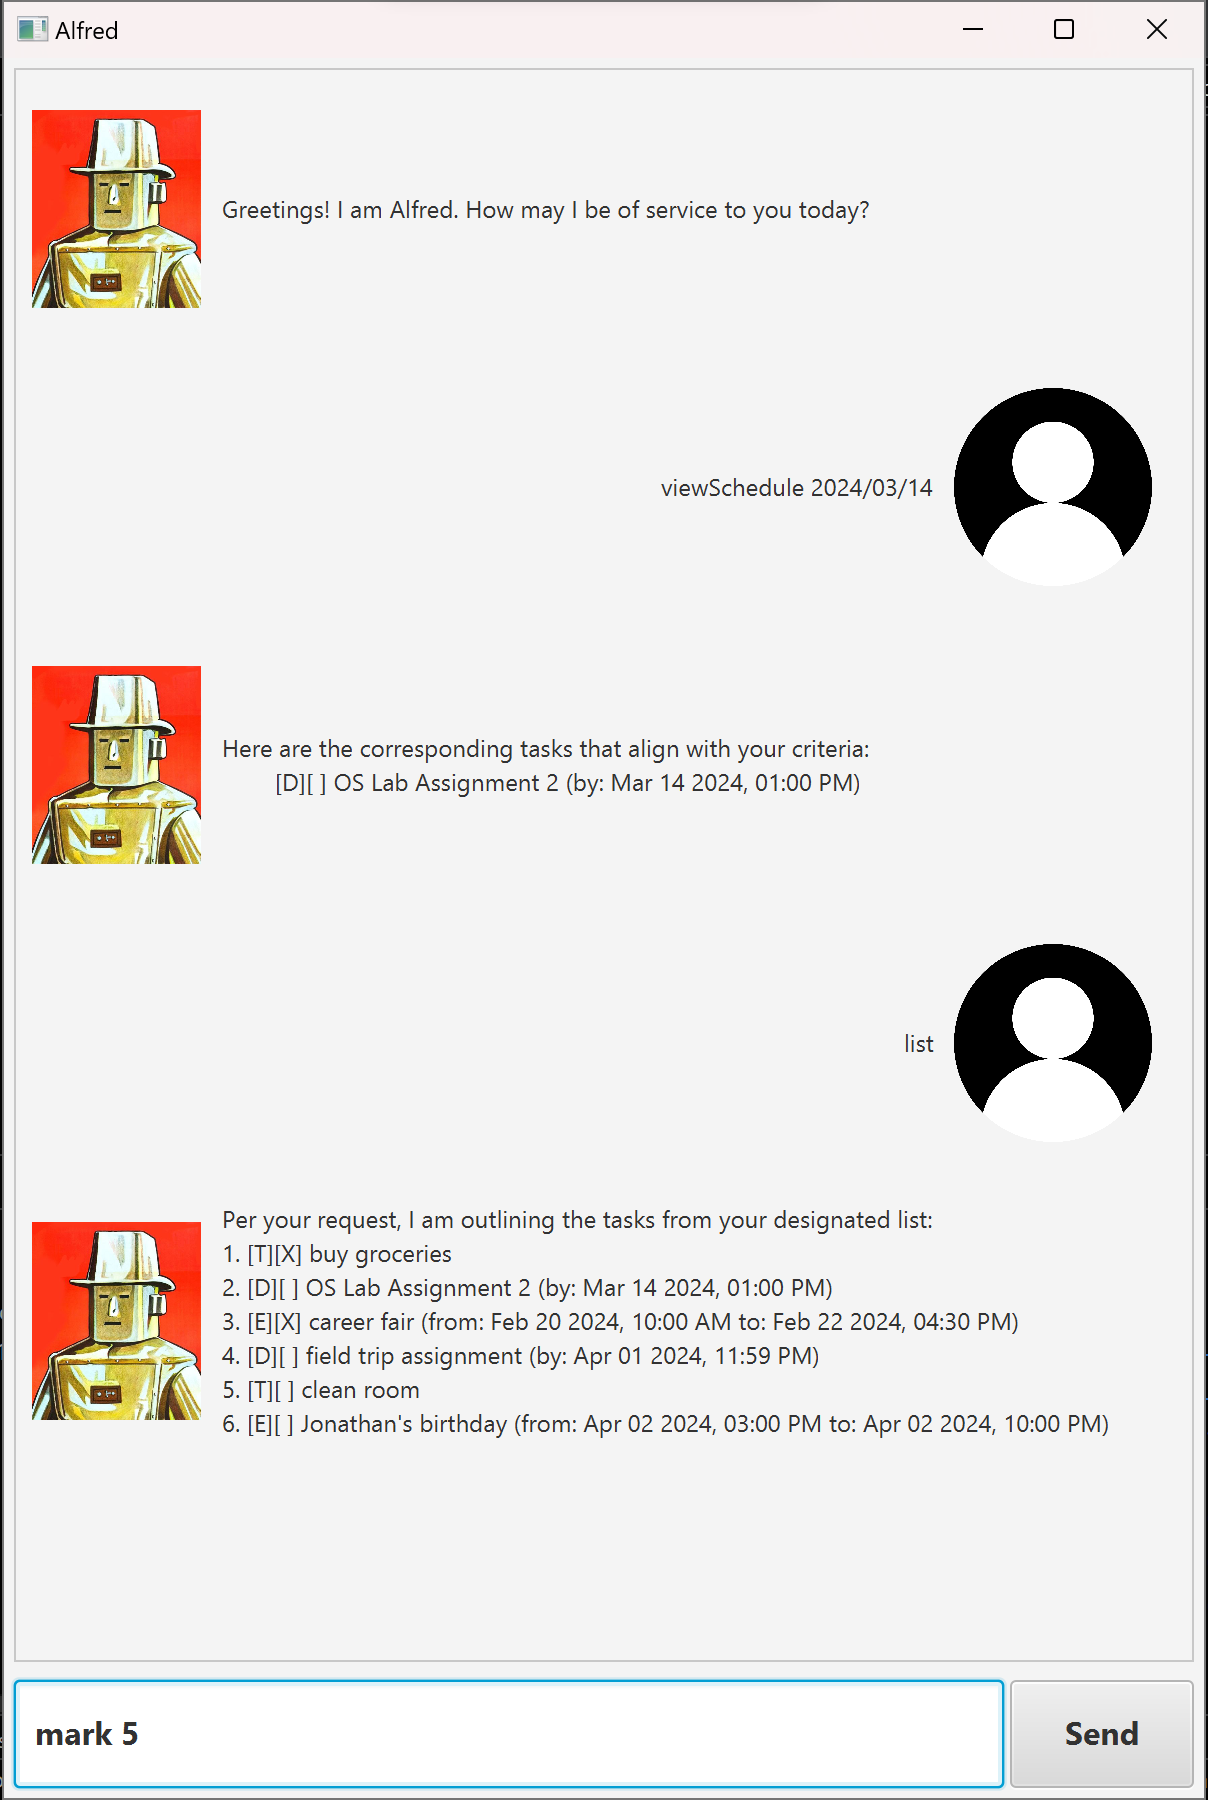 Alfred
Greetings! I am Alfred. How may I be of service to you today?
viewSchedule 2024/03/14
Here are the corresponding tasks that align with your criteria:
[D][ ] OS Lab Assignment 2 (by: Mar 14 2024, 01:00 PM)
list
Per your request, I am outlining the tasks from your designated list:
1. [T][X] buy groceries
2. [D][ ] OS Lab Assignment 2 (by: Mar 14 2024, 01:00 PM)
3. [E][X] career fair (from: Feb 20 2024, 10:00 AM to: Feb 22 2024, 04:30 PM)
4. [D][ ] field trip assignment (by: Apr 01 2024, 11:59 PM)
5. [T][ ] clean room
6. [E][ ] Jonathan's birthday (from: Apr 02 2024, 03:00 PM to: Apr 02 2024, 10:00 PM)
mark 5
Send